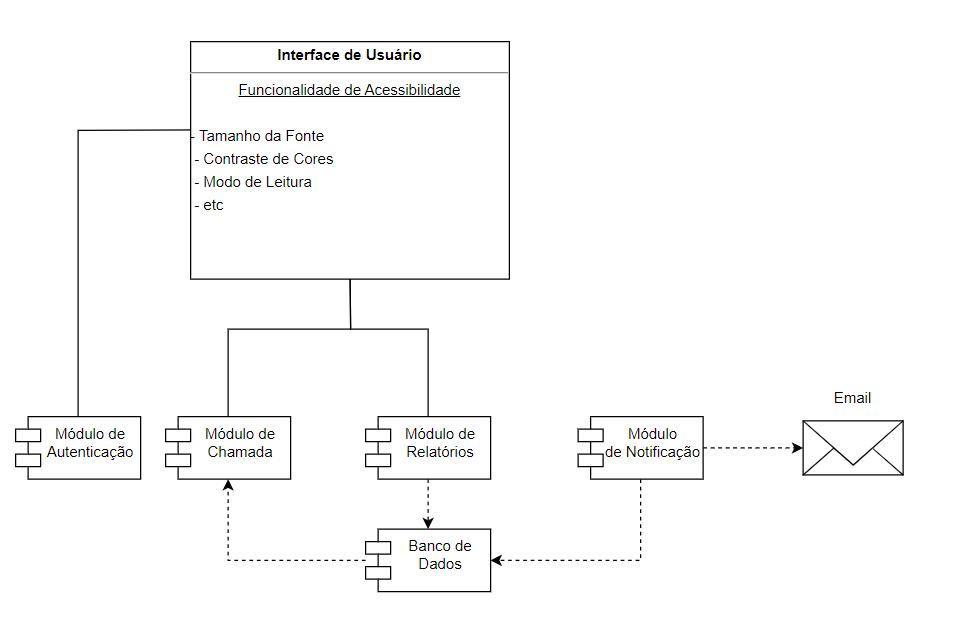 Interface de Usuário
Funcionalidade de Acessibilidade
- Tamanho da Fonte
- Contraste de Cores
- Modo de Leitura
- etc
Email
Módulo de
Autenticação
Módulo de
Chamada
Módulo de
Relatórios
Módulo
de Notificação
Banco de
Dados